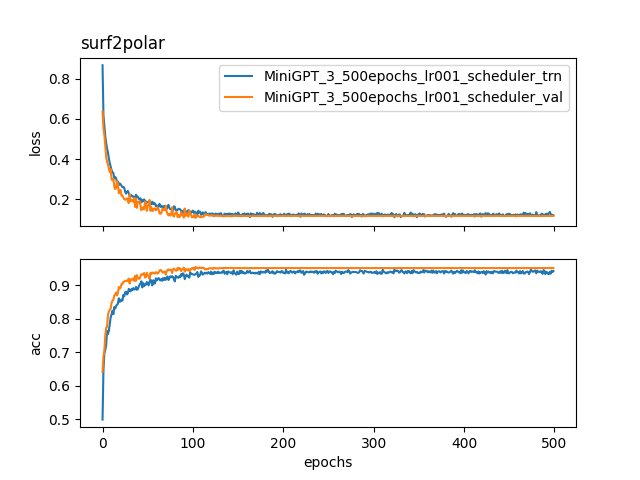 surf2polar
0.8
0.6
0.4
0.2
loss
MiniGPT_3_500epochs_lr001_scheduler_trn
MiniGPT_3_500epochs_lr001_scheduler_val
0.9
0.8
0.7
0.6
0.5
acc
0 100 200 300 400 500
epochs